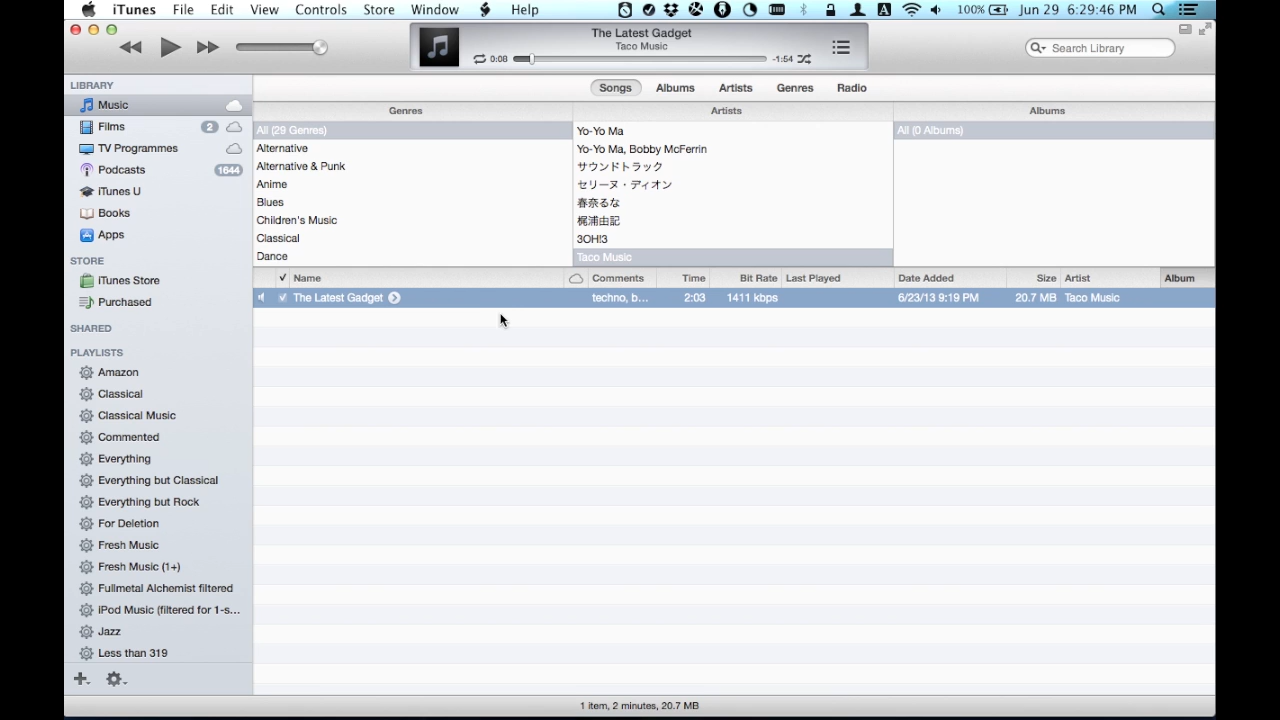 iTunes File Edit View Controls Store Window Help 100% Jun 29 6:29:46 PM
The Latest Gadget
Taco Music
0:08 -1:54
Search Library
LIBRARY
Music
Films 2
TV Programmes
Podcasts 1644
iTunes U
Books
Apps
STORE
iTunes Store
Purchased
SHARED
PLAYLISTS
Amazon
Classical
Classical Music
Commented
Everything
Everything but Classical
Everything but Rock
For Deletion
Fresh Music
Fresh Music (1+)
Fullmetal Alchemist filtered
iPod Music (filtered for 1-s...
Jazz
Less than 319
Songs Albums Artists Genres Radio
Genres
All (29 Genres)
Alternative
Alternative & Punk
Anime
Blues
Children's Music
Classical
Dance
Artists
Yo-Yo Ma
Yo-Yo Ma, Bobby McFerrin
サウンドトラック
セリーヌ・ディオン
春奈るな
梶浦由記
3OH!3
Taco Music
Albums
All (0 Albums)
Name Comments Time Bit Rate Last Played Date Added Size Artist Album
The Latest Gadget techno, b... 2:03 1411 kbps 6/23/13 9:19 PM 20.7 MB Taco Music
1 item, 2 minutes, 20.7 MB